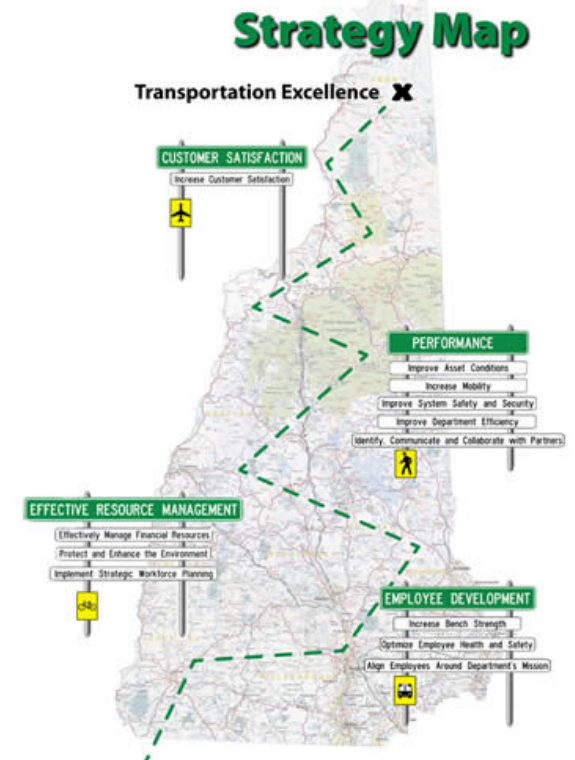 Strategy Map
Transportation Excellence X
CUSTOMER SATISFACTION
Increase Customer Satisfaction
PERFORMANCE
Improve Asset Conditions
Increase Mobility
Improve System Safety and Security
Improve Department Efficiency
Identify, Communicate and Collaborate with Partners
EFFECTIVE RESOURCE MANAGEMENT
Effectively Manage Financial Resources
Protect and Enhance the Environment
Implement Strategic Workforce Planning
EMPLOYEE DEVELOPMENT
Increase Bench Strength
Optimize Employee Health and Safety
Align Employees Around Department's Mission